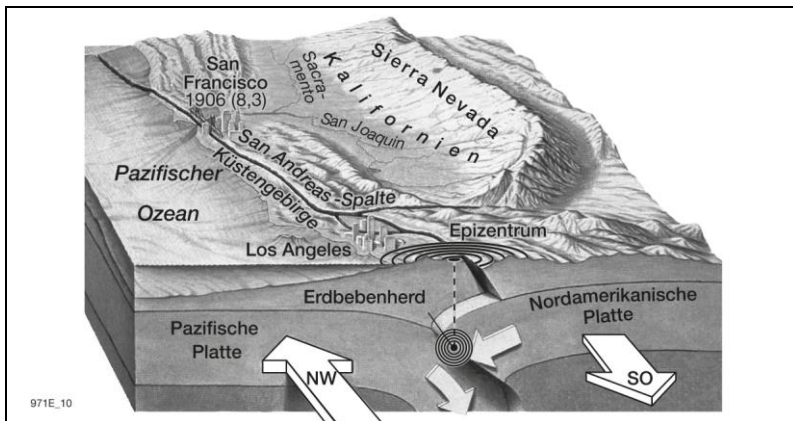 San
Francisco
1906 (8,3)
Sacra-
mento
Sierra Nevada
Kalifornien
San Joaquin
San Andreas-Spalte
Küstengebirge
Pazifischer
Ozean
Los Angeles
Epizentrum
Erdbebenherd
Nordamerikanische
Platte
Pazifische
Platte
NW
SO
971E_10